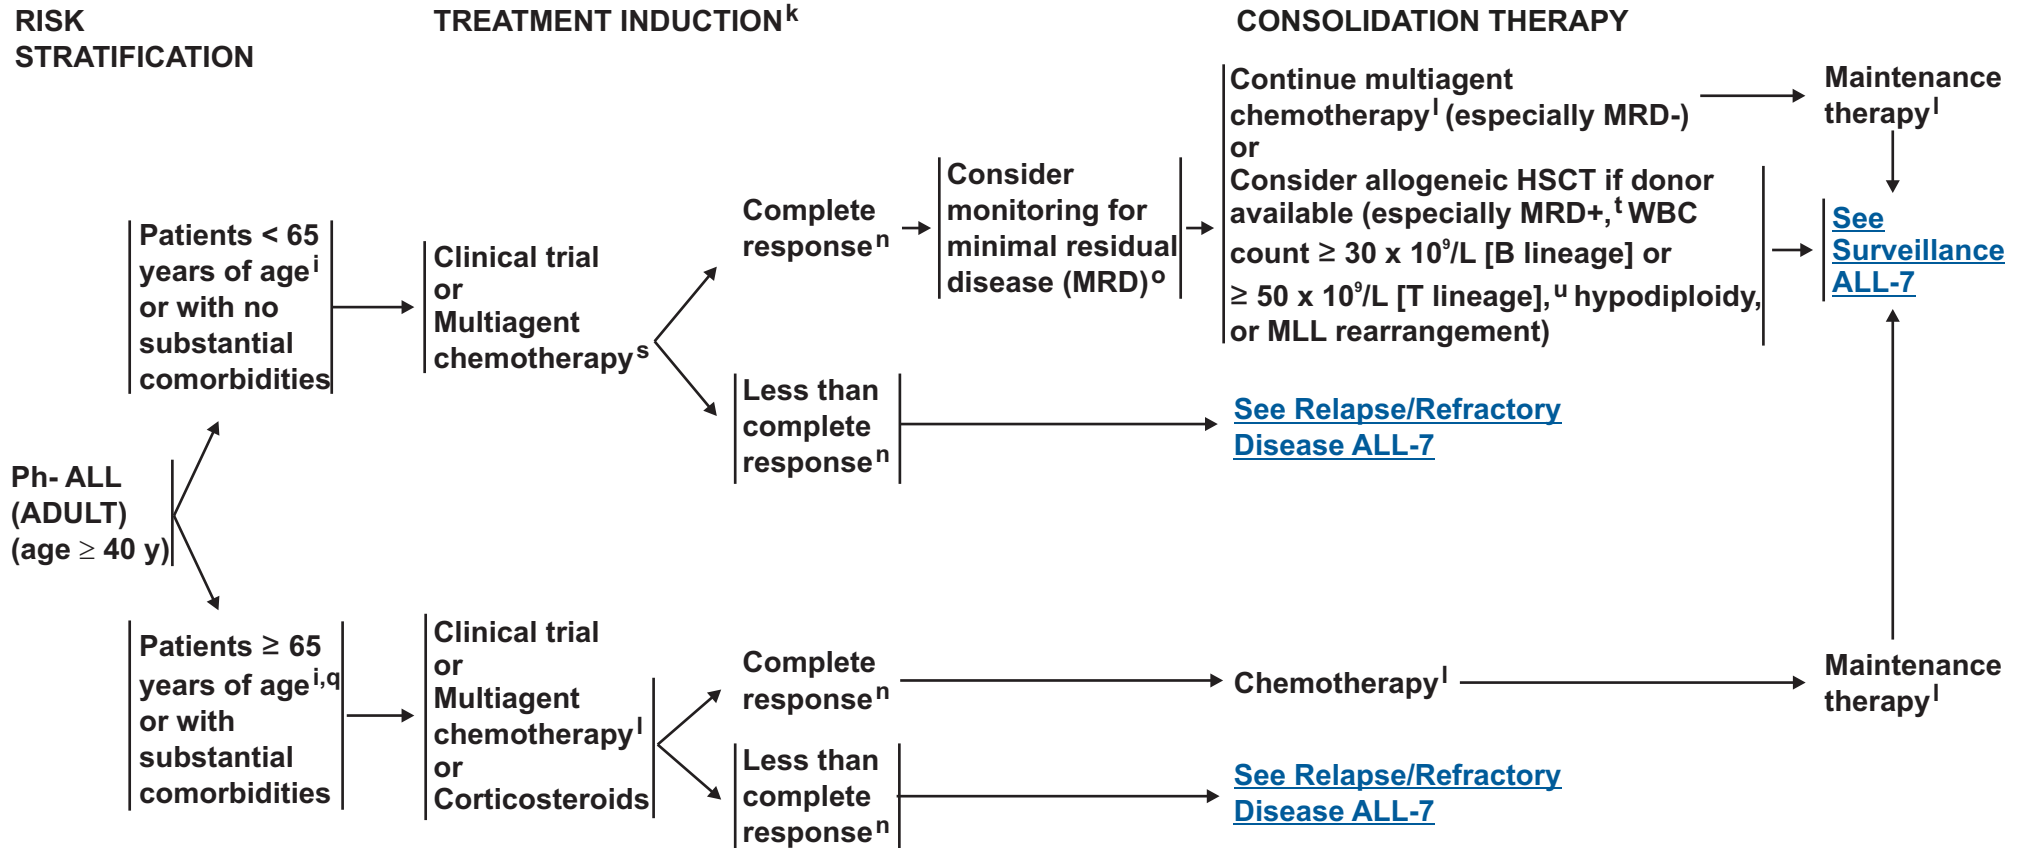 RISK
STRATIFICATION
TREATMENT INDUCTIONᵏ
CONSOLIDATION THERAPY
Ph- ALL
(ADULT)
(age ≥ 40 y)
Patients < 65
years of ageⁱ
or with no
substantial
comorbidities
Clinical trial
or
Multiagent
chemotherapyˢ
Complete
responseⁿ
Consider
monitoring for
minimal residual
disease (MRD)ᵒ
Continue multiagent
chemotherapyˡ (especially MRD-)
or
Consider allogeneic HSCT if donor
available (especially MRD+,ᵗ WBC
count ≥ 30 x 10⁹/L [B lineage] or
≥ 50 x 10⁹/L [T lineage],ᵘ hypodiploidy,
or MLL rearrangement)
Maintenance
therapyˡ
See
Surveillance
ALL-7
Less than
complete
responseⁿ
See Relapse/Refractory
Disease ALL-7
Patients ≥ 65
years of ageⁱ,q
or with
substantial
comorbidities
Clinical trial
or
Multiagent
chemotherapyˡ
or
Corticosteroids
Complete
responseⁿ
Chemotherapyˡ
Maintenance
therapyˡ
Less than
complete
responseⁿ
See Relapse/Refractory
Disease ALL-7